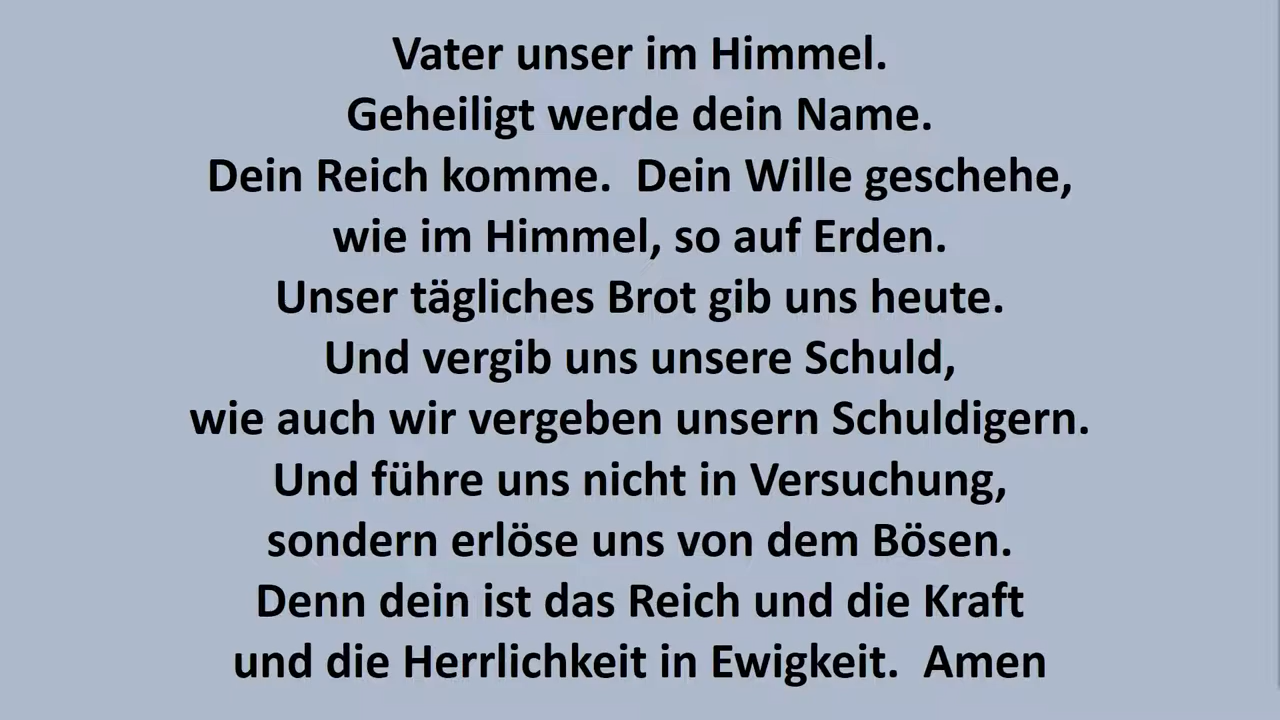 Vater unser im Himmel.
Geheiligt werde dein Name.
Dein Reich komme.  Dein Wille geschehe,
wie im Himmel, so auf Erden.
Unser tägliches Brot gib uns heute.
Und vergib uns unsere Schuld,
wie auch wir vergeben unsern Schuldigern.
Und führe uns nicht in Versuchung,
sondern erlöse uns von dem Bösen.
Denn dein ist das Reich und die Kraft
und die Herrlichkeit in Ewigkeit.  Amen